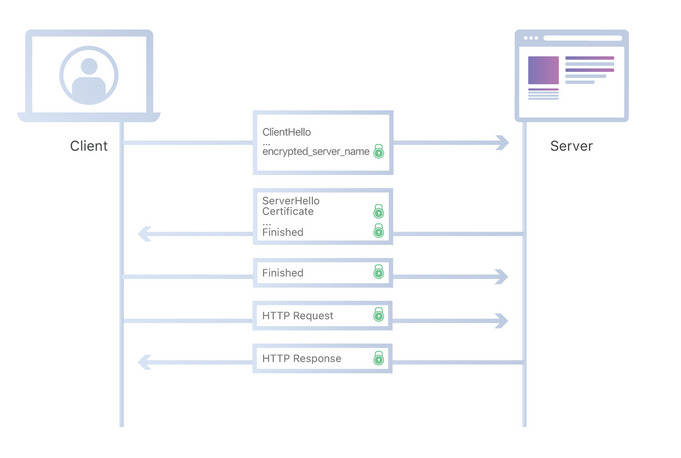 Client
Server
ClientHello
...
encrypted_server_name
ServerHello
Certificate
...
Finished
Finished
HTTP Request
HTTP Response